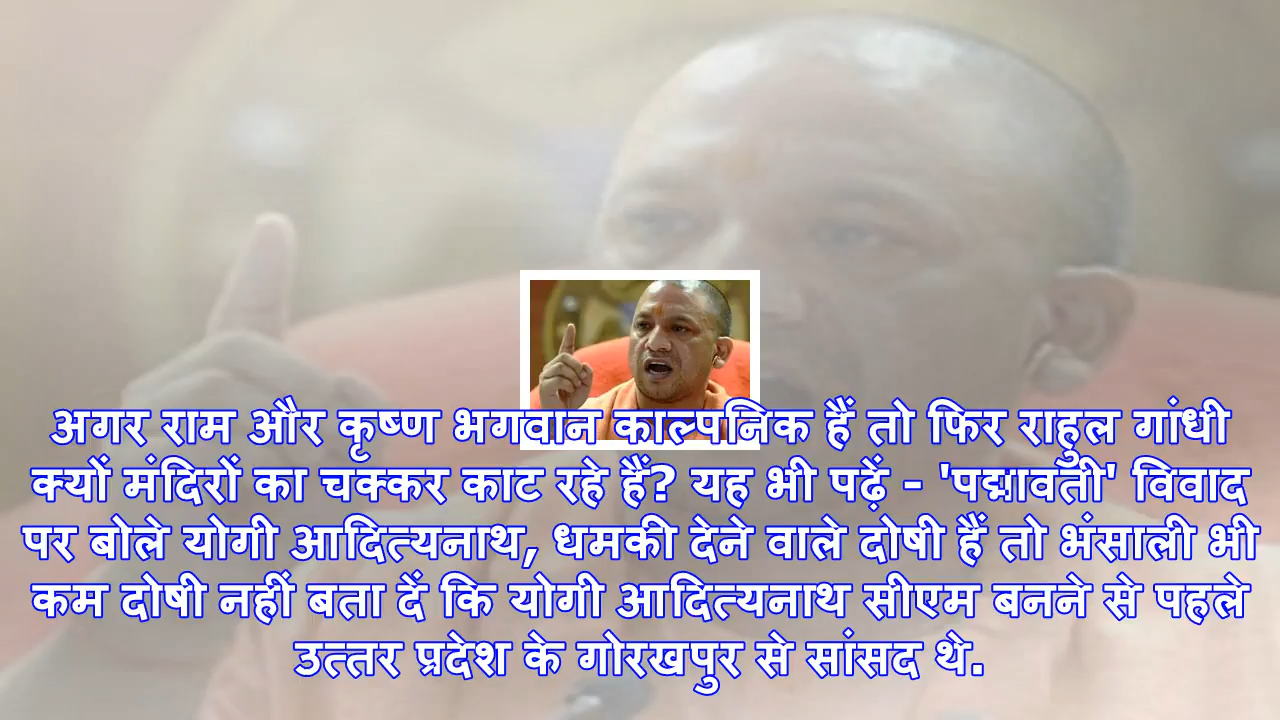 अगर राम और कृष्ण भगवान काल्पनिक हैं तो फिर राहुल गांधी
क्यों मंदिरों का चक्कर काट रहे हैं? यह भी पढ़ें - 'पद्मावती' विवाद
पर बोले योगी आदित्यनाथ, धमकी देने वाले दोषी हैं तो भंसाली भी
कम दोषी नहीं बता दें कि योगी आदित्यनाथ सीएम बनने से पहले
उत्तर प्रदेश के गोरखपुर से सांसद थे.